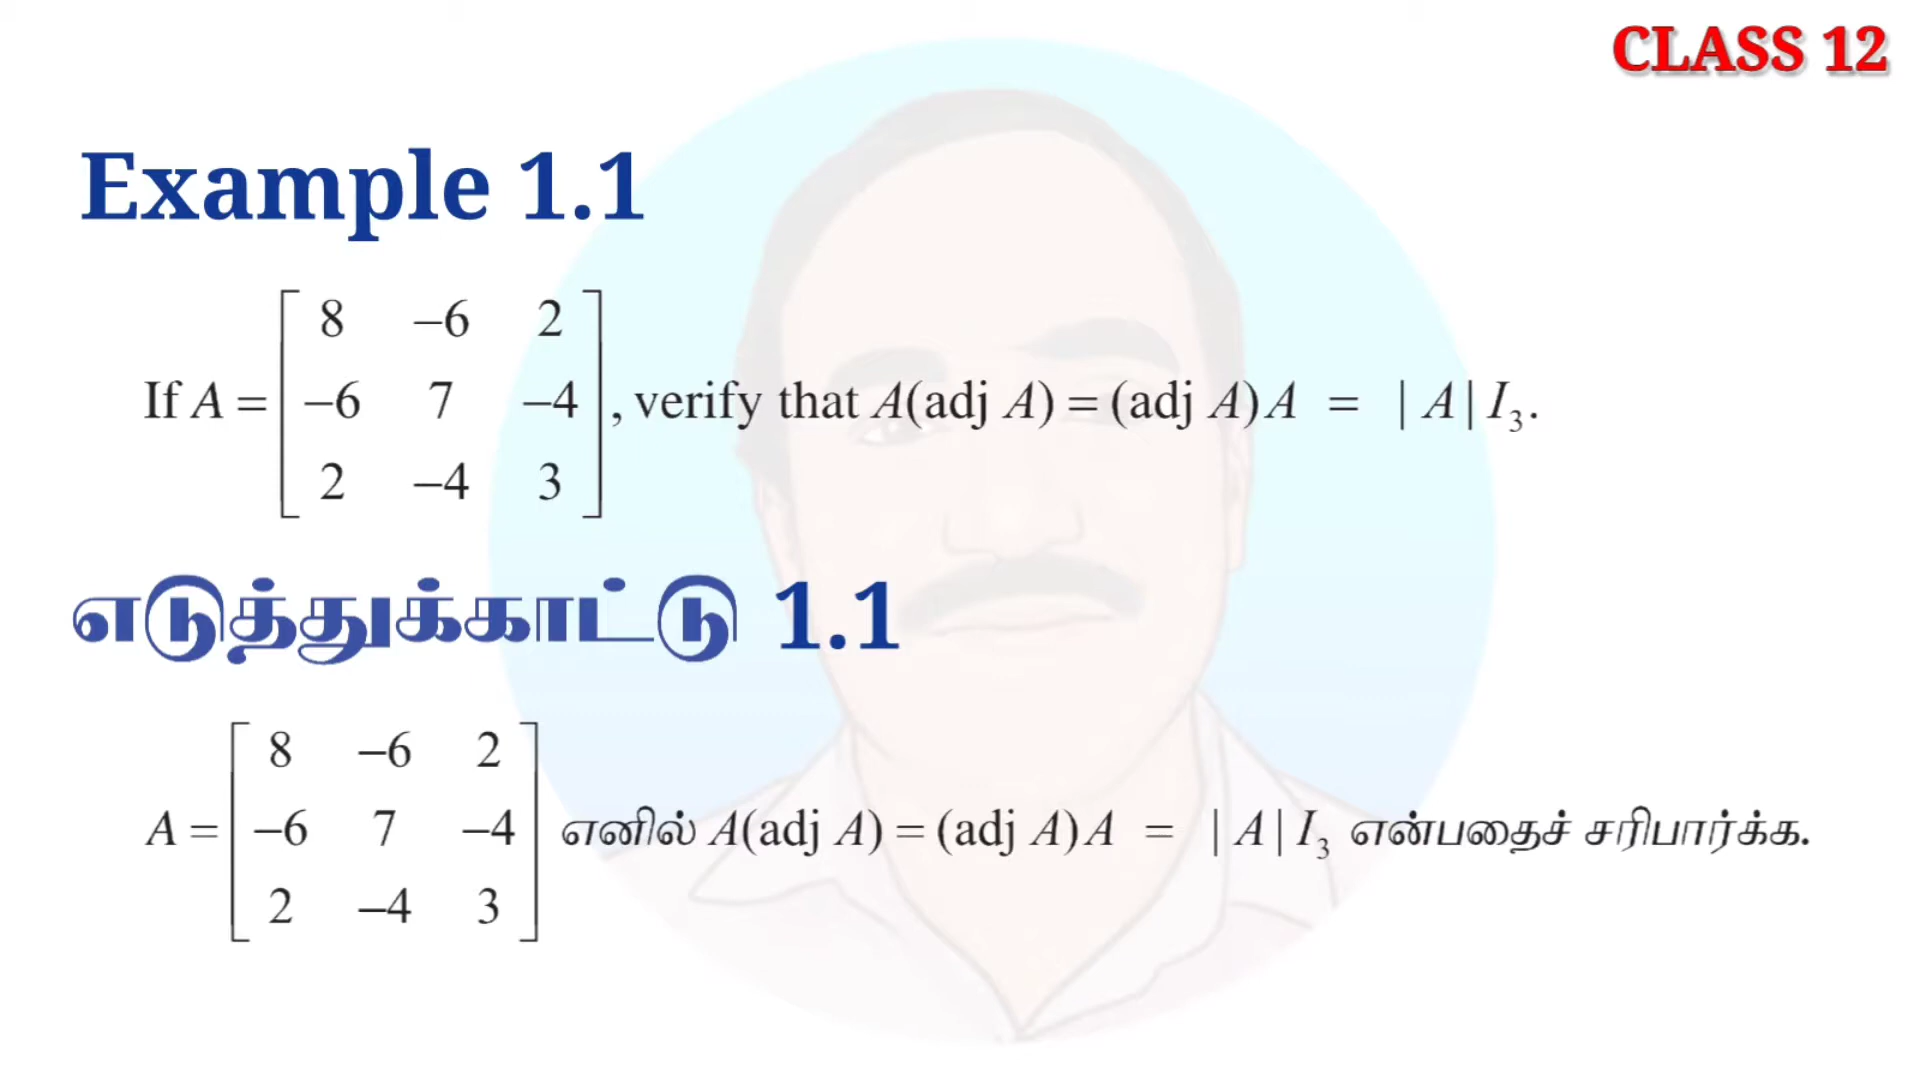 CLASS 12
Example 1.1
If A = [ 8 −6 2
−6 7 −4
2 −4 3 ], verify that A(adj A) = (adj A)A = |A| I₃.
எடுத்துக்காட்டு 1.1
A = [ 8 −6 2
−6 7 −4
2 −4 3 ] எனில் A(adj A) = (adj A)A = |A| I₃ என்பதைச் சரிபார்க்க.